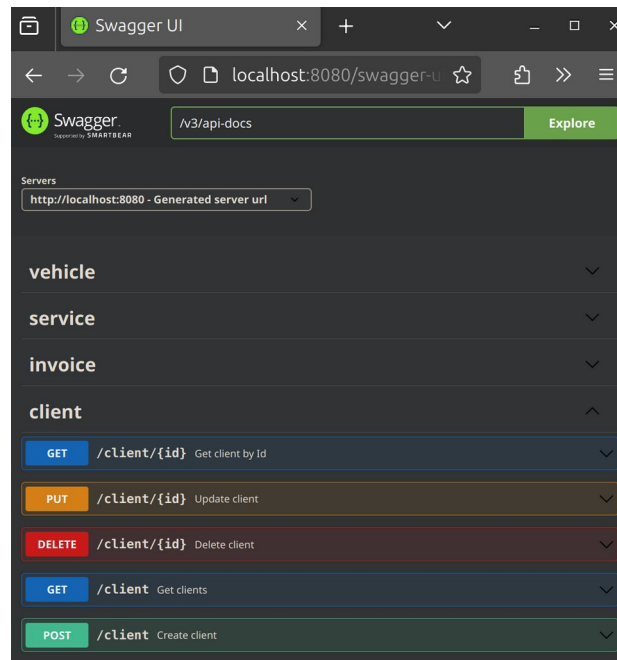 Swagger UI
localhost:8080/swagger-u
Swagger.
Supported by SMARTBEAR
/v3/api-docs
Explore
Servers
http://localhost:8080 - Generated server url
vehicle
service
invoice
client
GET /client/{id} Get client by Id
PUT /client/{id} Update client
DELETE /client/{id} Delete client
GET /client Get clients
POST /client Create client